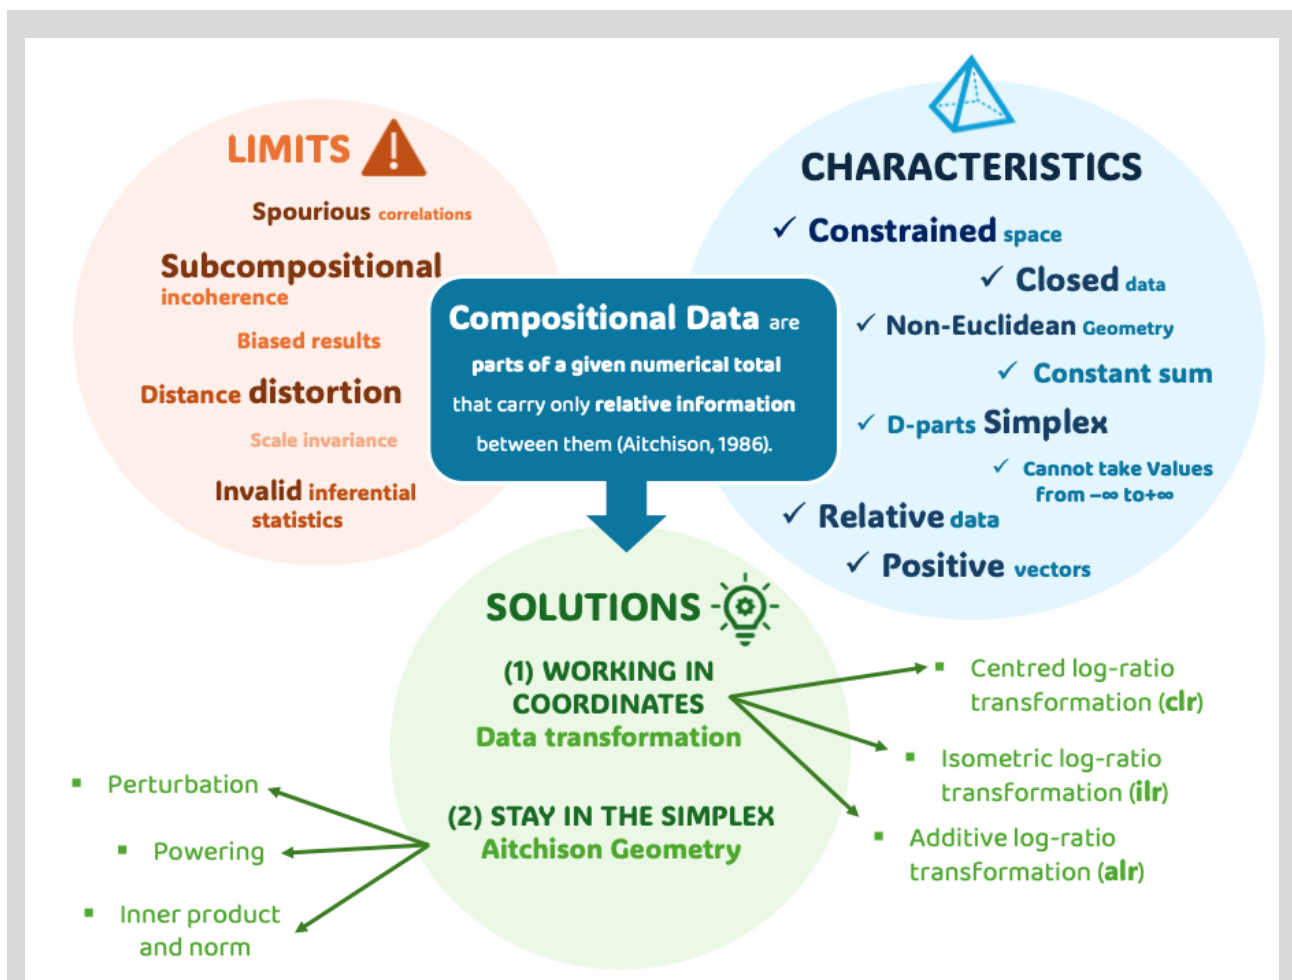 LIMITS
Spourious correlations
Subcompositional
incoherence
Biased results
Distance distortion
Scale invariance
Invalid inferential
statistics
Compositional Data are
parts of a given numerical total
that carry only relative information
between them (Aitchison, 1986).
CHARACTERISTICS
✓ Constrained space
✓ Closed data
✓ Non-Euclidean Geometry
✓ Constant sum
✓ D-parts Simplex
✓ Cannot take Values
from –∞ to+∞
✓ Relative data
✓ Positive vectors
SOLUTIONS
(1) WORKING IN
COORDINATES
Data transformation
▪ Centred log-ratio
transformation (clr)
▪ Isometric log-ratio
transformation (ilr)
▪ Additive log-ratio
transformation (alr)
(2) STAY IN THE SIMPLEX
Aitchison Geometry
▪ Perturbation
▪ Powering
▪ Inner product
and norm